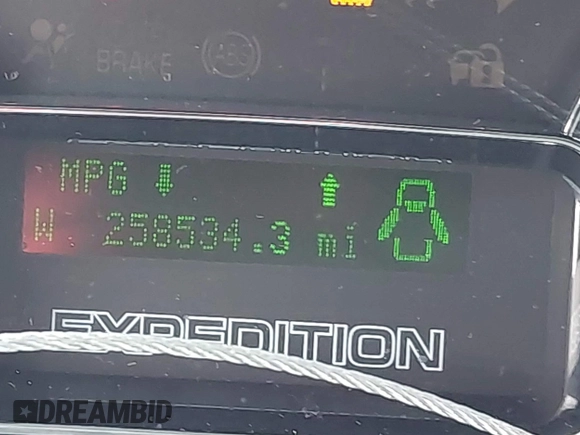 BRAKE
ABS
MPG
W 258534.3 mi
EXPEDITION
DREAMBID